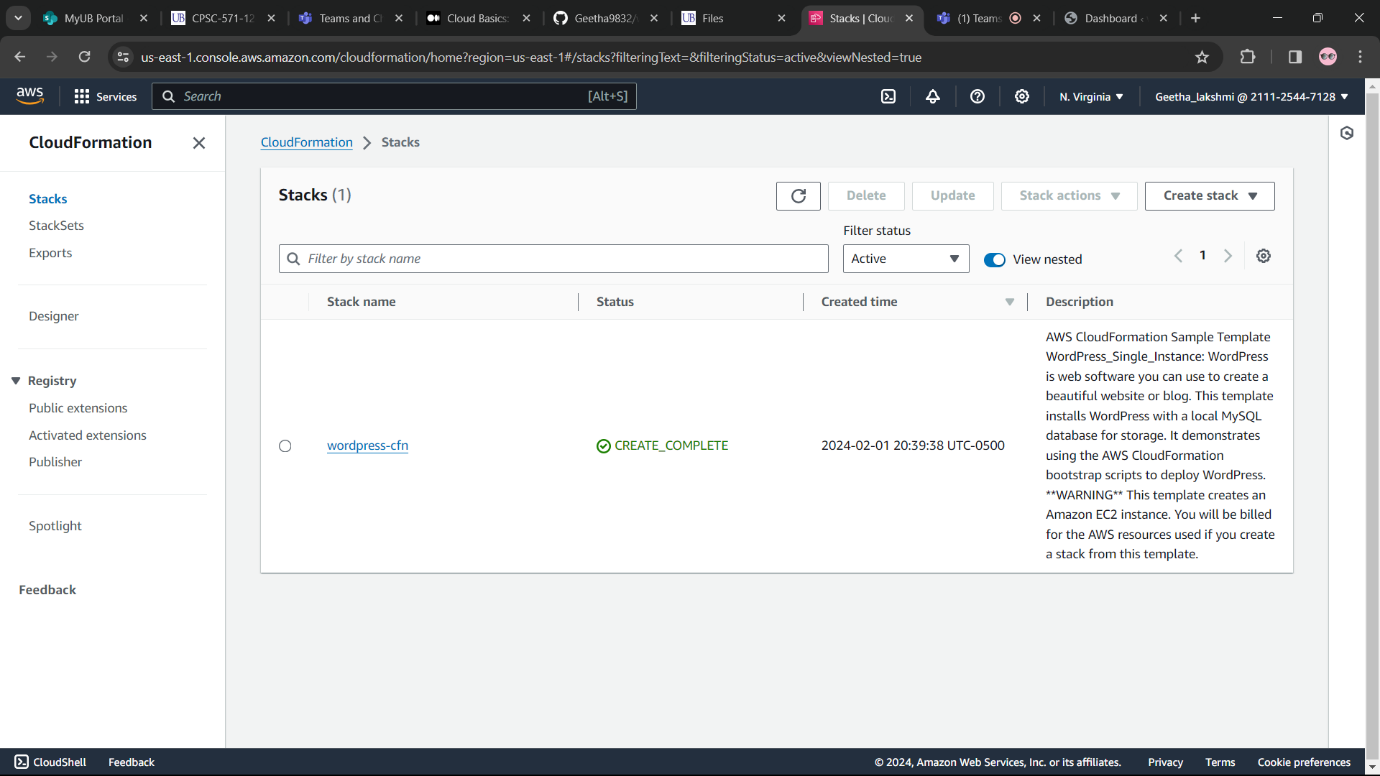 MyUB Portal
CPSC-571-12
Teams and Cl
Cloud Basics:
Geetha9832/
Files
Stacks | Clou
(1) Teams
Dashboard ‹
us-east-1.console.aws.amazon.com/cloudformation/home?region=us-east-1#/stacks?filteringText=&filteringStatus=active&viewNested=true
aws
Services
Search
[Alt+S]
N. Virginia
Geetha_lakshmi @ 2111-2544-7128
CloudFormation
Stacks
StackSets
Exports
Designer
Registry
Public extensions
Activated extensions
Publisher
Spotlight
Feedback
CloudFormation
Stacks
Stacks (1)
Delete
Update
Stack actions
Create stack
Filter status
Filter by stack name
Active
View nested
1
Stack name
Status
Created time
Description
wordpress-cfn
CREATE_COMPLETE
2024-02-01 20:39:38 UTC-0500
AWS CloudFormation Sample Template
WordPress_Single_Instance: WordPress
is web software you can use to create a
beautiful website or blog. This template
installs WordPress with a local MySQL
database for storage. It demonstrates
using the AWS CloudFormation
bootstrap scripts to deploy WordPress.
**WARNING** This template creates an
Amazon EC2 instance. You will be billed
for the AWS resources used if you create
a stack from this template.
CloudShell
Feedback
© 2024, Amazon Web Services, Inc. or its affiliates.
Privacy
Terms
Cookie preferences